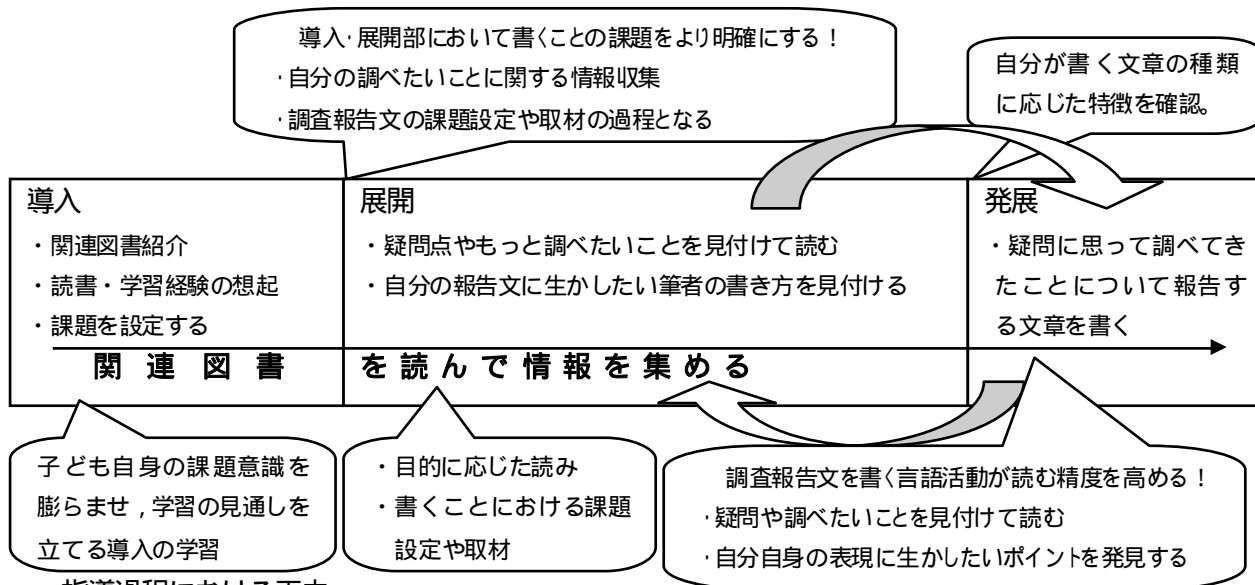 導入・展開部において書くことの課題をより明確にする！
・自分の調べたいことに関する情報収集
・調査報告文の課題設定や取材の過程となる
自分が書く文章の種類
に応じた特徴を確認。
導入
・関連図書紹介
・読書・学習経験の想起
・課題を設定する
展開
・疑問点やもっと調べたいことを見付けて読む
・自分の報告文に生かしたい筆者の書き方を見付ける
発展
・疑問に思って調べてき
たことについて報告す
る文章を書く
関連図書を読んで情報を集める
子ども自身の課題意識を
膨らませ，学習の見通しを
立てる導入の学習
・目的に応じた読み
・書くことにおける課題
設定や取材
調査報告文を書く言語活動が読む精度を高める！
・疑問や調べたいことを見付けて読む
・自分自身の表現に生かしたいポイントを発見する
指導過程における工夫